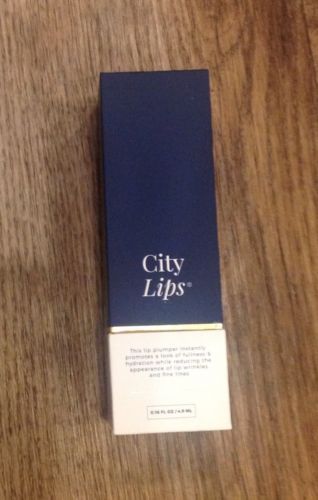 City
Lips®
This lip plumper instantly
promotes a look of fullness &
hydration while reducing the
appearance of lip wrinkles
and fine lines
0.16 FL OZ / 4.9 ML